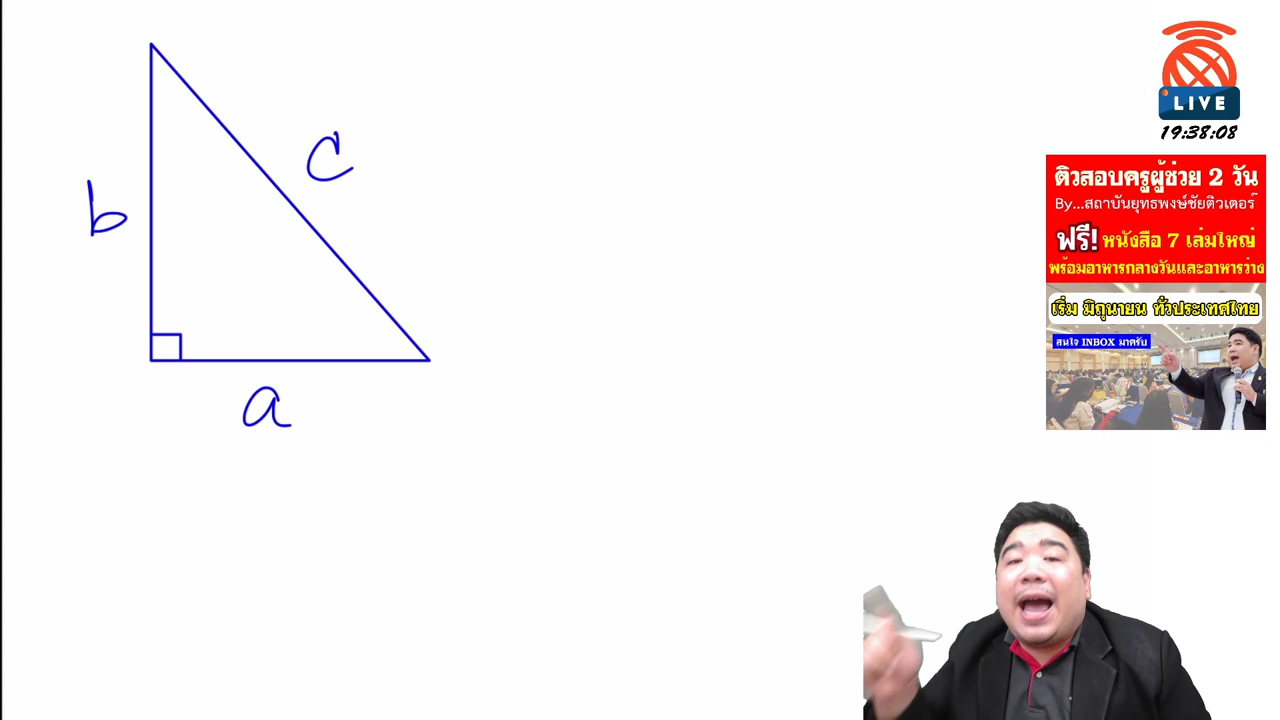 b
c
a
LIVE
19:38:08
ติวสอบครูผู้ช่วย 2 วัน
By...สถาบันยุทธพงษ์ชัยติวเตอร์
ฟรี! หนังสือ 7 เล่มใหญ่
พร้อมอาหารกลางวันและอาหารว่าง
เริ่ม มิถุนายน ทั่วประเทศไทย
สนใจ INBOX มาครับ